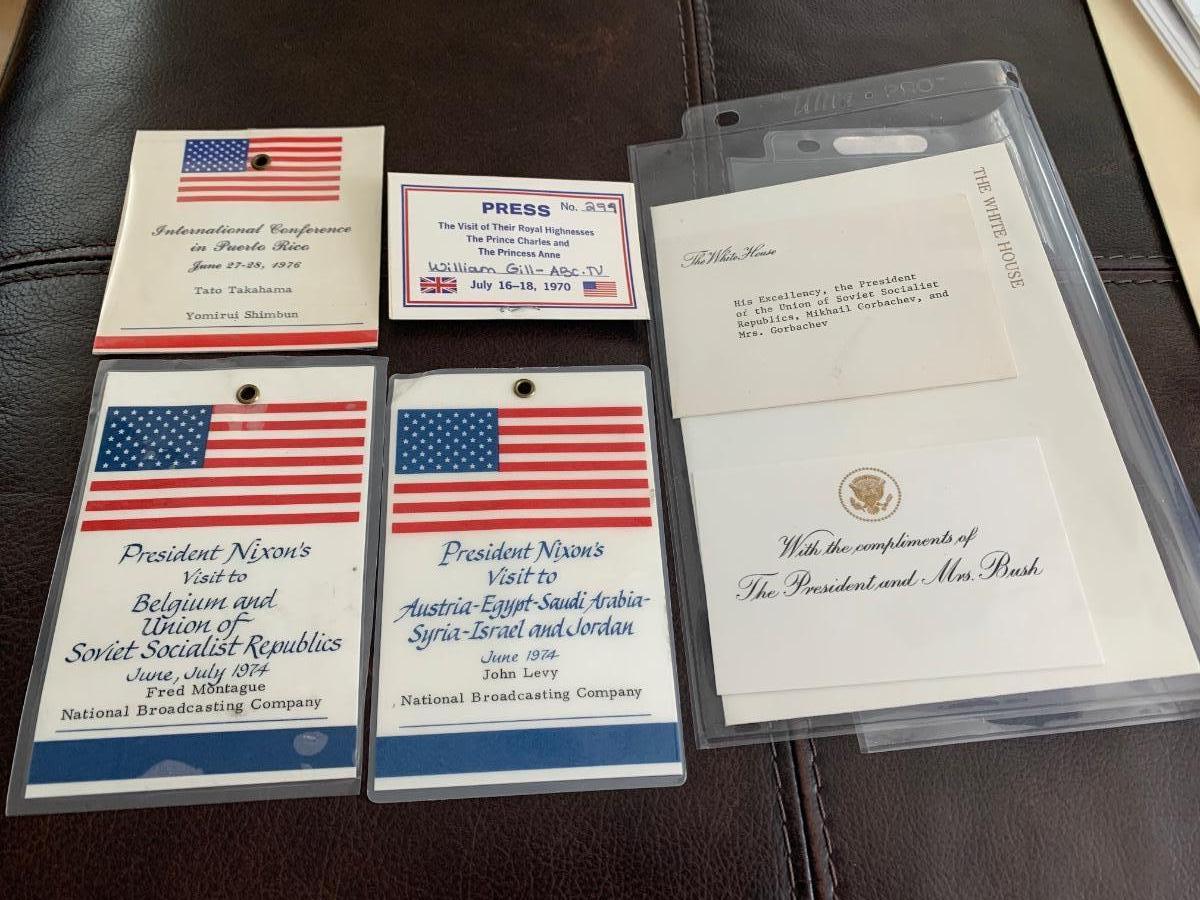 International Conference
in Puerto Rico
June 27-28, 1976
Tato Takahama
Yomirui Shimbun
PRESS No. 299
The Visit of Their Royal Highnesses
The Prince Charles and
The Princess Anne
William Gill - ABC.TV
July 16-18, 1970
President Nixon's
Visit to
Belgium and
Union of
Soviet Socialist Republics
June, July 1974
Fred Montague
National Broadcasting Company
President Nixon's
Visit to
Austria-Egypt-Saudi Arabia-
Syria-Israel and Jordan
June 1974
John Levy
National Broadcasting Company
Ultra • PRO
THE WHITE HOUSE
The White House
His Excellency, the President
of the Union of Soviet Socialist
Republics, Mikhail Gorbachev, and
Mrs. Gorbachev
With the compliments of
The President and Mrs. Bush